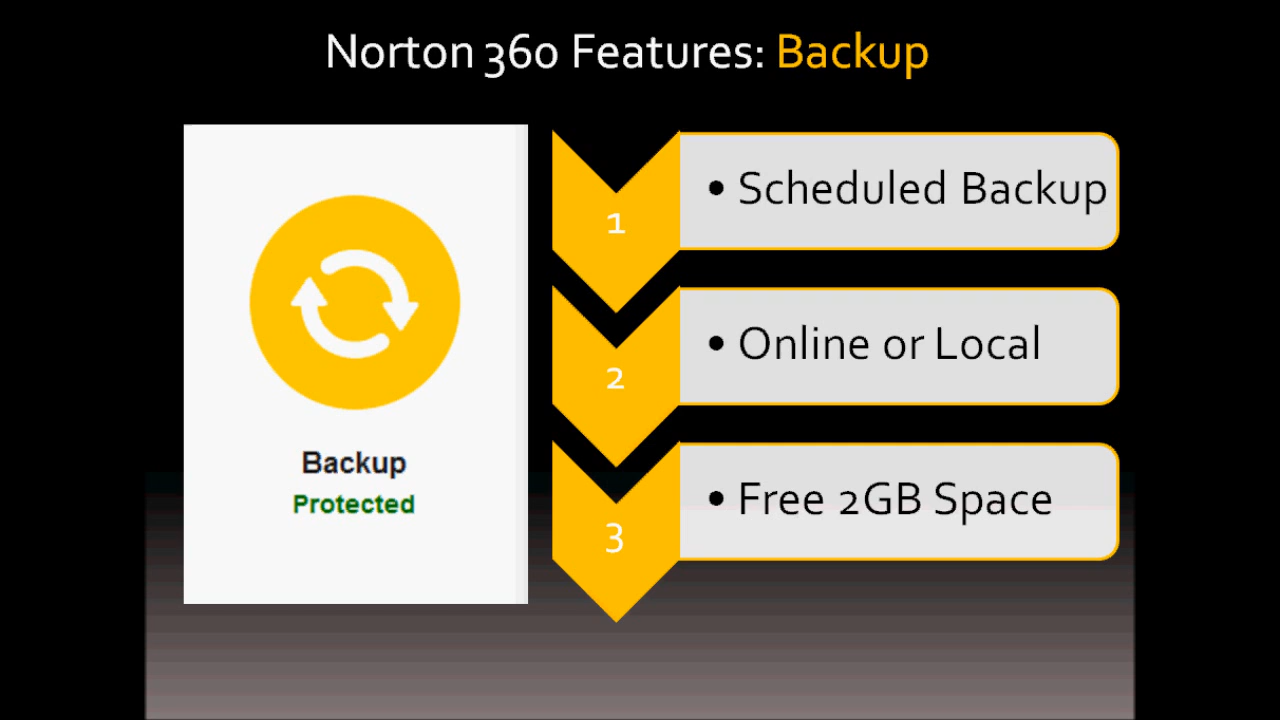 Norton 360 Features: Backup
Backup
Protected
1
• Scheduled Backup
2
• Online or Local
3
• Free 2GB Space